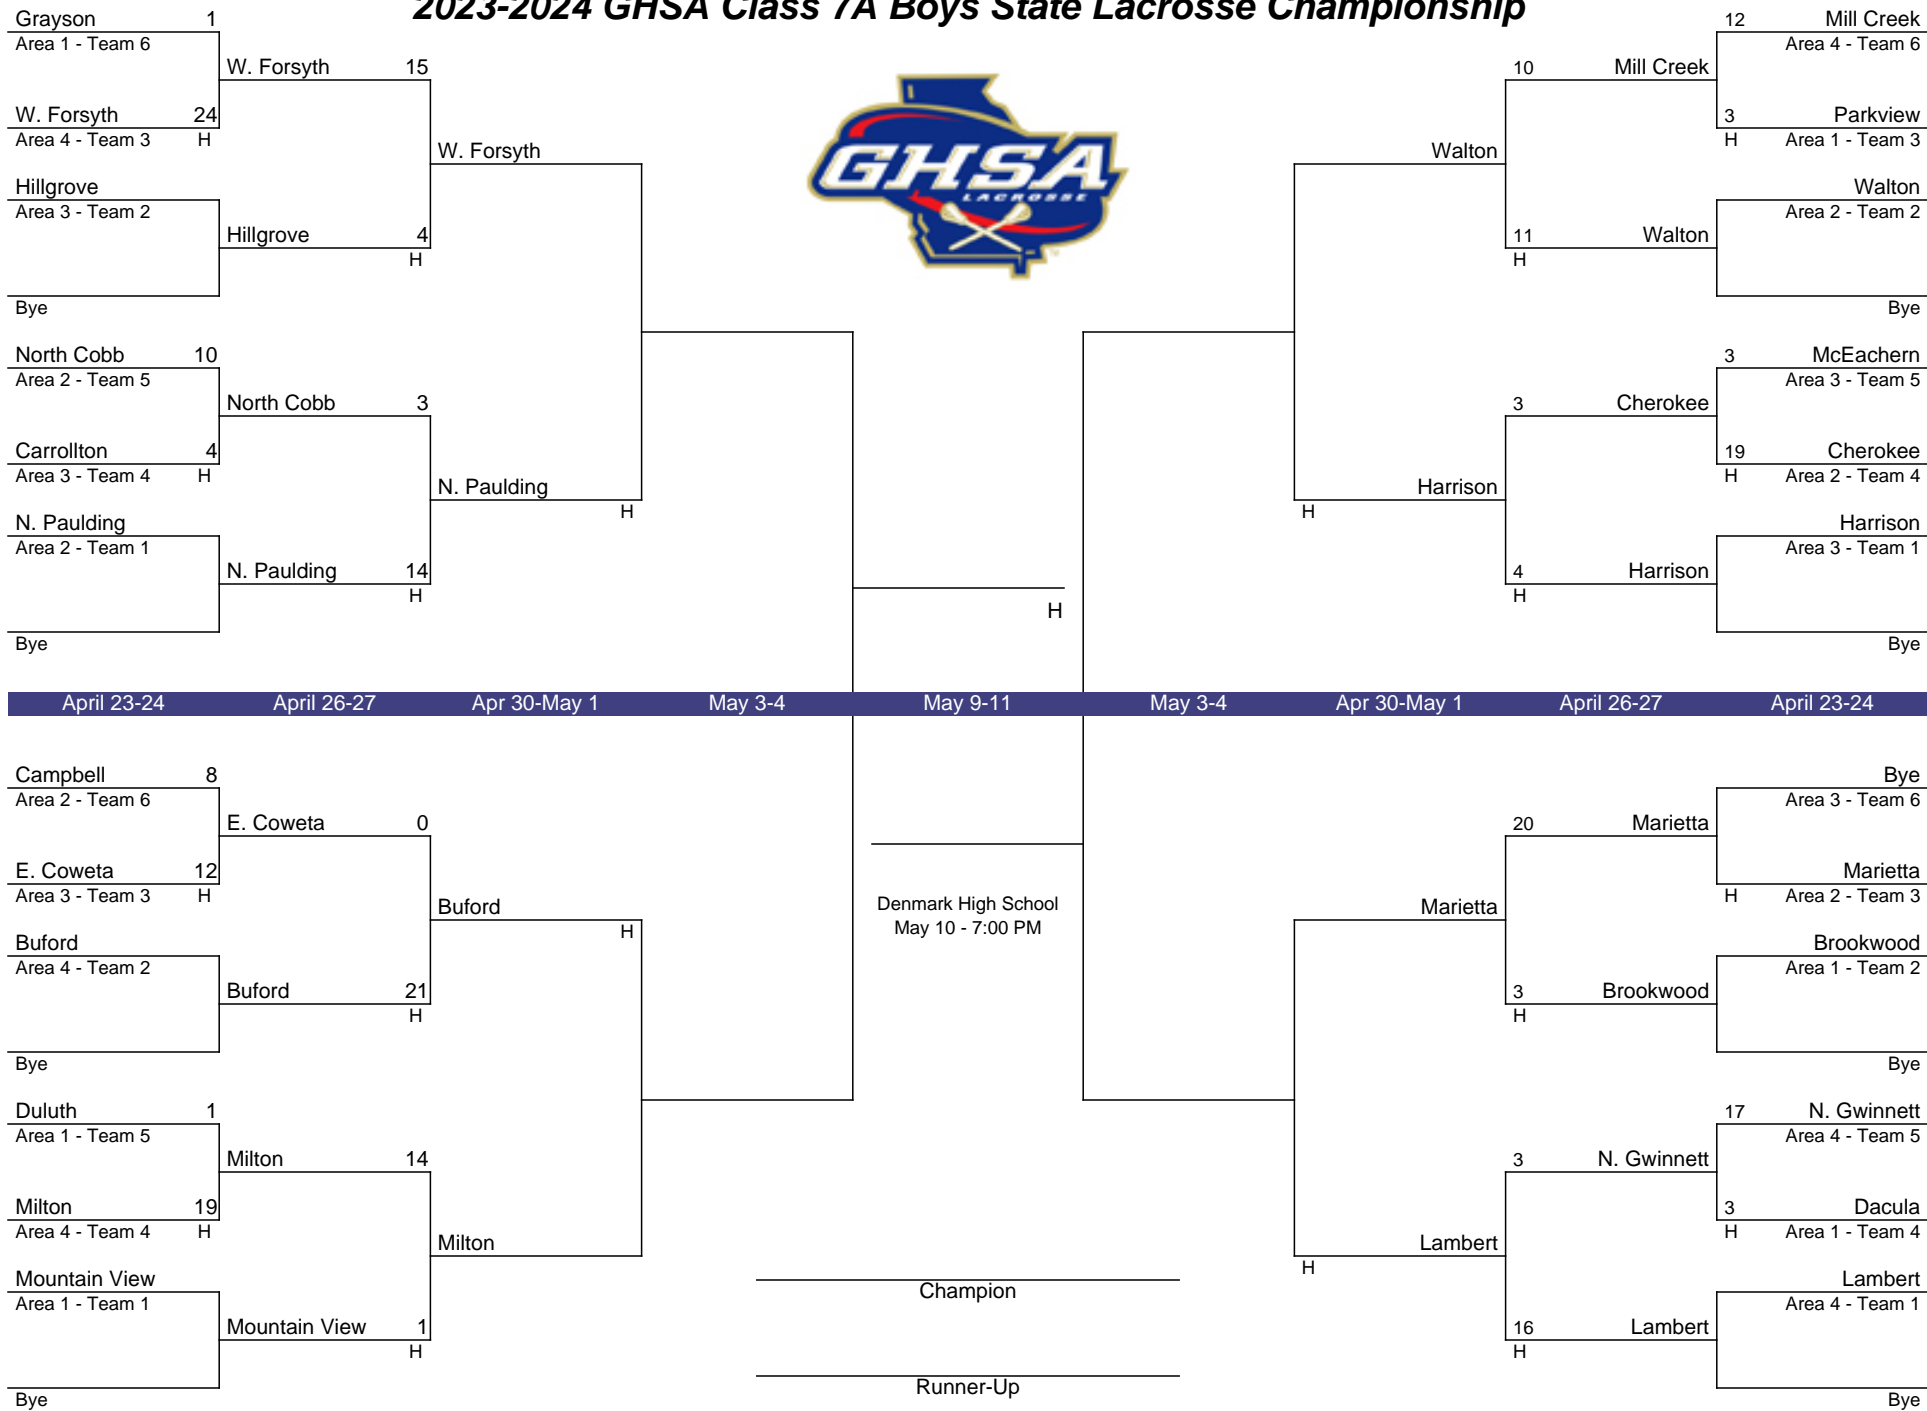 2023-2024 GHSA Class 7A Boys State Lacrosse Championship
GHSA
LACROSSE
Grayson 1
Area 1 - Team 6
W. Forsyth 24
Area 4 - Team 3 H
Hillgrove
Area 3 - Team 2
Bye
North Cobb 10
Area 2 - Team 5
Carrollton 4
Area 3 - Team 4 H
N. Paulding
Area 2 - Team 1
Bye
W. Forsyth 15
Hillgrove 4
H
North Cobb 3
N. Paulding 14
H
W. Forsyth
N. Paulding
H
H
12 Mill Creek
Area 4 - Team 6
3 Parkview
H Area 1 - Team 3
Walton
Area 2 - Team 2
Bye
3 McEachern
Area 3 - Team 5
19 Cherokee
H Area 2 - Team 4
Harrison
Area 3 - Team 1
Bye
10 Mill Creek
11 Walton
H
3 Cherokee
4 Harrison
H
Walton
Harrison
H
April 23-24 April 26-27 Apr 30-May 1 May 3-4 May 9-11 May 3-4 Apr 30-May 1 April 26-27 April 23-24
Campbell 8
Area 2 - Team 6
E. Coweta 12
Area 3 - Team 3 H
Buford
Area 4 - Team 2
Bye
Duluth 1
Area 1 - Team 5
Milton 19
Area 4 - Team 4 H
Mountain View
Area 1 - Team 1
Bye
E. Coweta 0
Buford 21
H
Milton 14
Mountain View 1
H
Buford
H
Milton
Denmark High School
May 10 - 7:00 PM
Champion
Runner-Up
Bye
Area 3 - Team 6
Marietta
H Area 2 - Team 3
Brookwood
Area 1 - Team 2
Bye
17 N. Gwinnett
Area 4 - Team 5
3 Dacula
H Area 1 - Team 4
Lambert
Area 4 - Team 1
Bye
20 Marietta
3 Brookwood
H
3 N. Gwinnett
16 Lambert
H
Marietta
Lambert
H